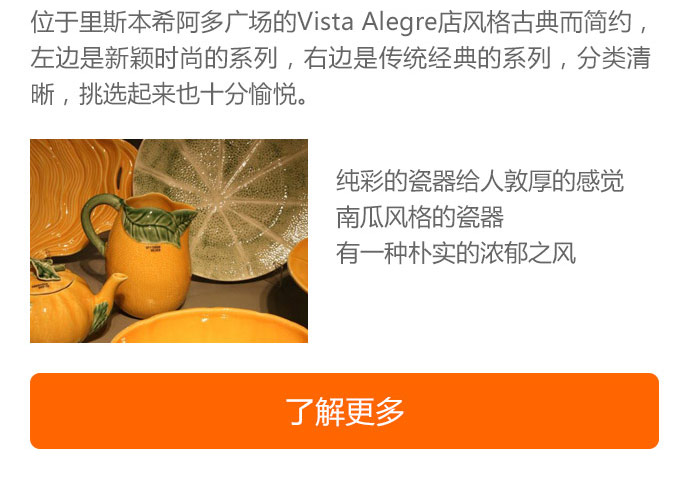 位于里斯本希阿多广场的Vista Alegre店风格古典而简约，
左边是新颖时尚的系列，右边是传统经典的系列，分类清
晰，挑选起来也十分愉悦。
纯彩的瓷器给人敦厚的感觉
南瓜风格的瓷器
有一种朴实的浓郁之风
了解更多